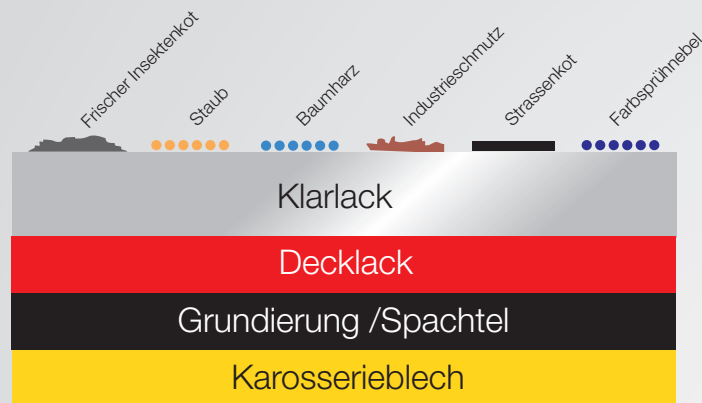 Frischer Insektenkot
Staub
Baumharz
Industrieschmutz
Strassenkot
Farbsprühnebel
Klarlack
Decklack
Grundierung /Spachtel
Karosserieblech